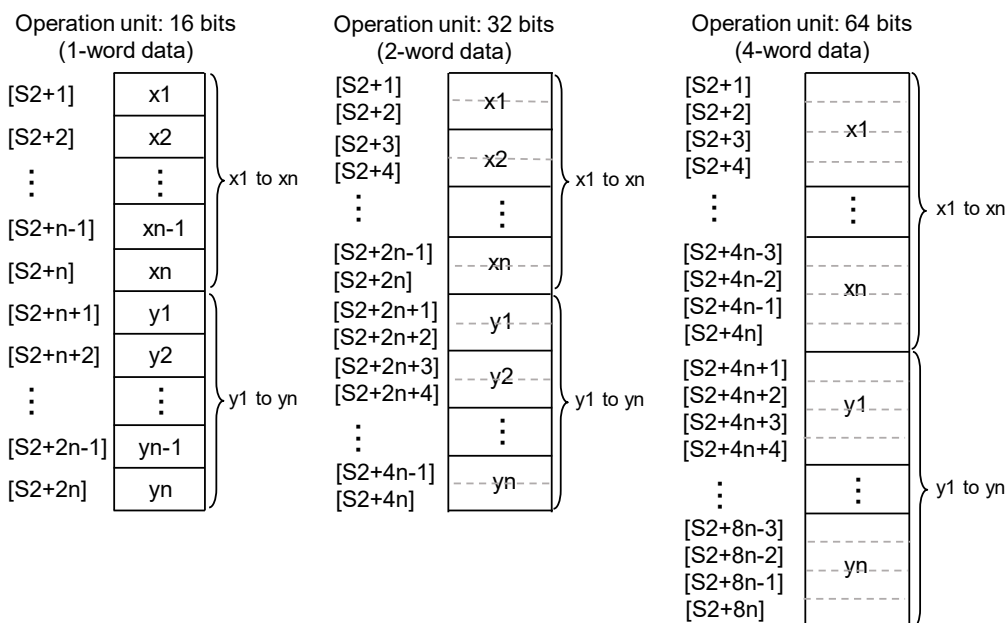 Operation unit: 16 bits
(1-word data)
[S2+1] x1
[S2+2] x2
⋮ ⋮
[S2+n-1] xn-1
[S2+n] xn
x1 to xn
[S2+n+1] y1
[S2+n+2] y2
⋮ ⋮
[S2+2n-1] yn-1
[S2+2n] yn
y1 to yn
Operation unit: 32 bits
(2-word data)
[S2+1]
x1
[S2+2]
[S2+3]
x2
[S2+4]
⋮ ⋮
[S2+2n-1]
xn
[S2+2n]
x1 to xn
[S2+2n+1]
y1
[S2+2n+2]
[S2+2n+3]
y2
[S2+2n+4]
⋮ ⋮
[S2+4n-1]
yn
[S2+4n]
y1 to yn
Operation unit: 64 bits
(4-word data)
[S2+1]
[S2+2]
x1
[S2+3]
[S2+4]
⋮ ⋮
[S2+4n-3]
[S2+4n-2]
xn
[S2+4n-1]
[S2+4n]
x1 to xn
[S2+4n+1]
[S2+4n+2]
y1
[S2+4n+3]
[S2+4n+4]
⋮ ⋮
[S2+8n-3]
[S2+8n-2]
yn
[S2+8n-1]
[S2+8n]
y1 to yn